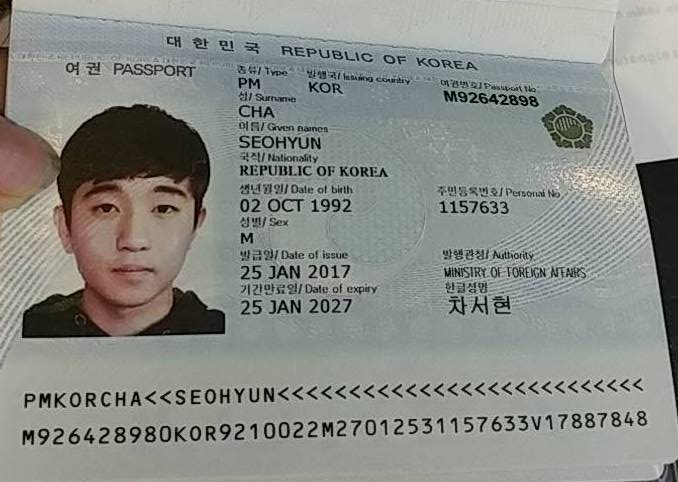 대한민국 REPUBLIC OF KOREA
여권 PASSPORT
종류/ Type 발행국/ Issuing country 여권번호/ Passport No
PM KOR M92642898
성/ Surname
CHA
이름/ Given names
SEOHYUN
국적/ Nationality
REPUBLIC OF KOREA
생년월일/ Date of birth 주민등록번호/ Personal No
02 OCT 1992 1157633
성별/ Sex
M
발급일/ Date of issue 발행관청/ Authority
25 JAN 2017 MINISTRY OF FOREIGN AFFAIRS
기간만료일/ Date of expiry 한글성명
25 JAN 2027 차서현
PMKORCHA<<SEOHYUN<<<<<<<<<<<<<<<<<<<<<<<<<<<
M926428980KOR9210022M27012531157633V17887848